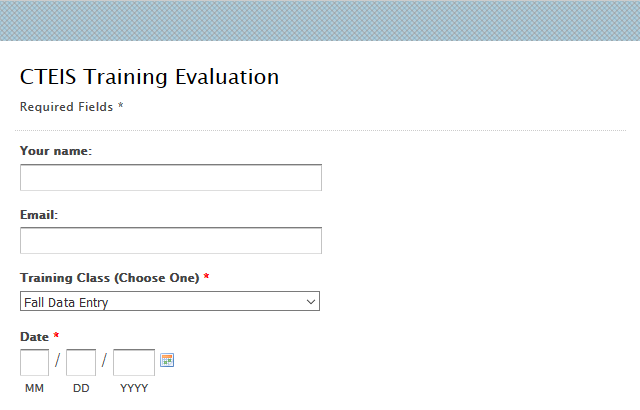 CTEIS Training Evaluation
Required Fields *
Your name:
Email:
Training Class (Choose One) *
Fall Data Entry
Date *
/ /
MM DD YYYY